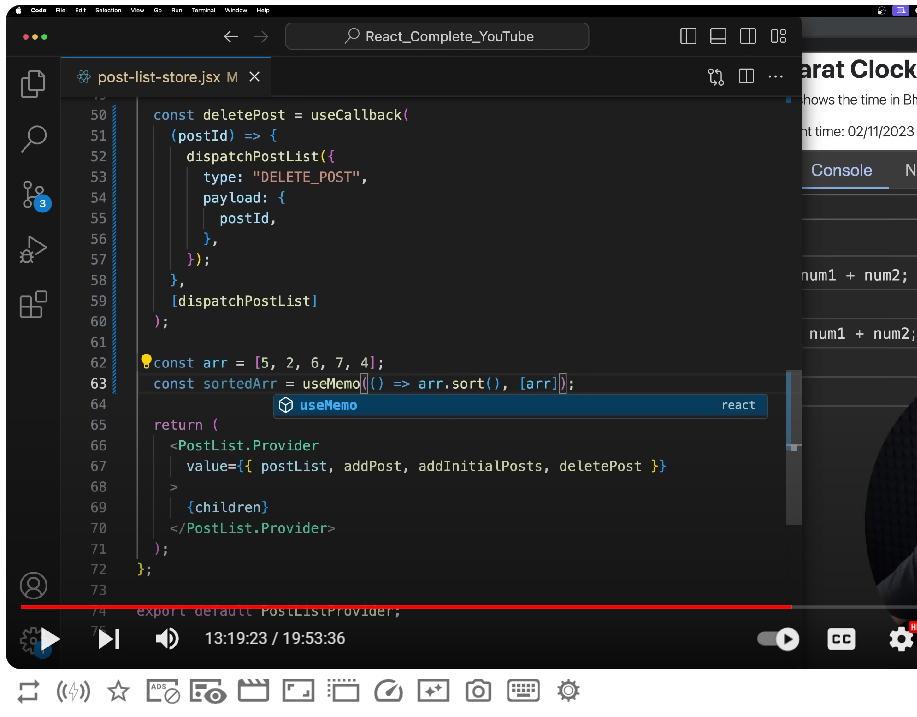 Code File Edit Selection View Go Run Terminal Window Help
React_Complete_YouTube
post-list-store.jsx M
50 const deletePost = useCallback(
51 (postId) => {
52 dispatchPostList({
53 type: "DELETE_POST",
54 payload: {
55 postId,
56 },
57 });
58 },
59 [dispatchPostList]
60 );
61
62 const arr = [5, 2, 6, 7, 4];
63 const sortedArr = useMemo(() => arr.sort(), [arr]);
useMemo react
64
65 return (
66 <PostList.Provider
67 value={{ postList, addPost, addInitialPosts, deletePost }}
68 >
69 {children}
70 </PostList.Provider>
71 );
72 };
73
74 export default PostListProvider;
3
arat Clock
shows the time in Bh
nt time: 02/11/2023
Console N
num1 + num2;
num1 + num2;
13:19:23 / 19:53:36
CC
ADS